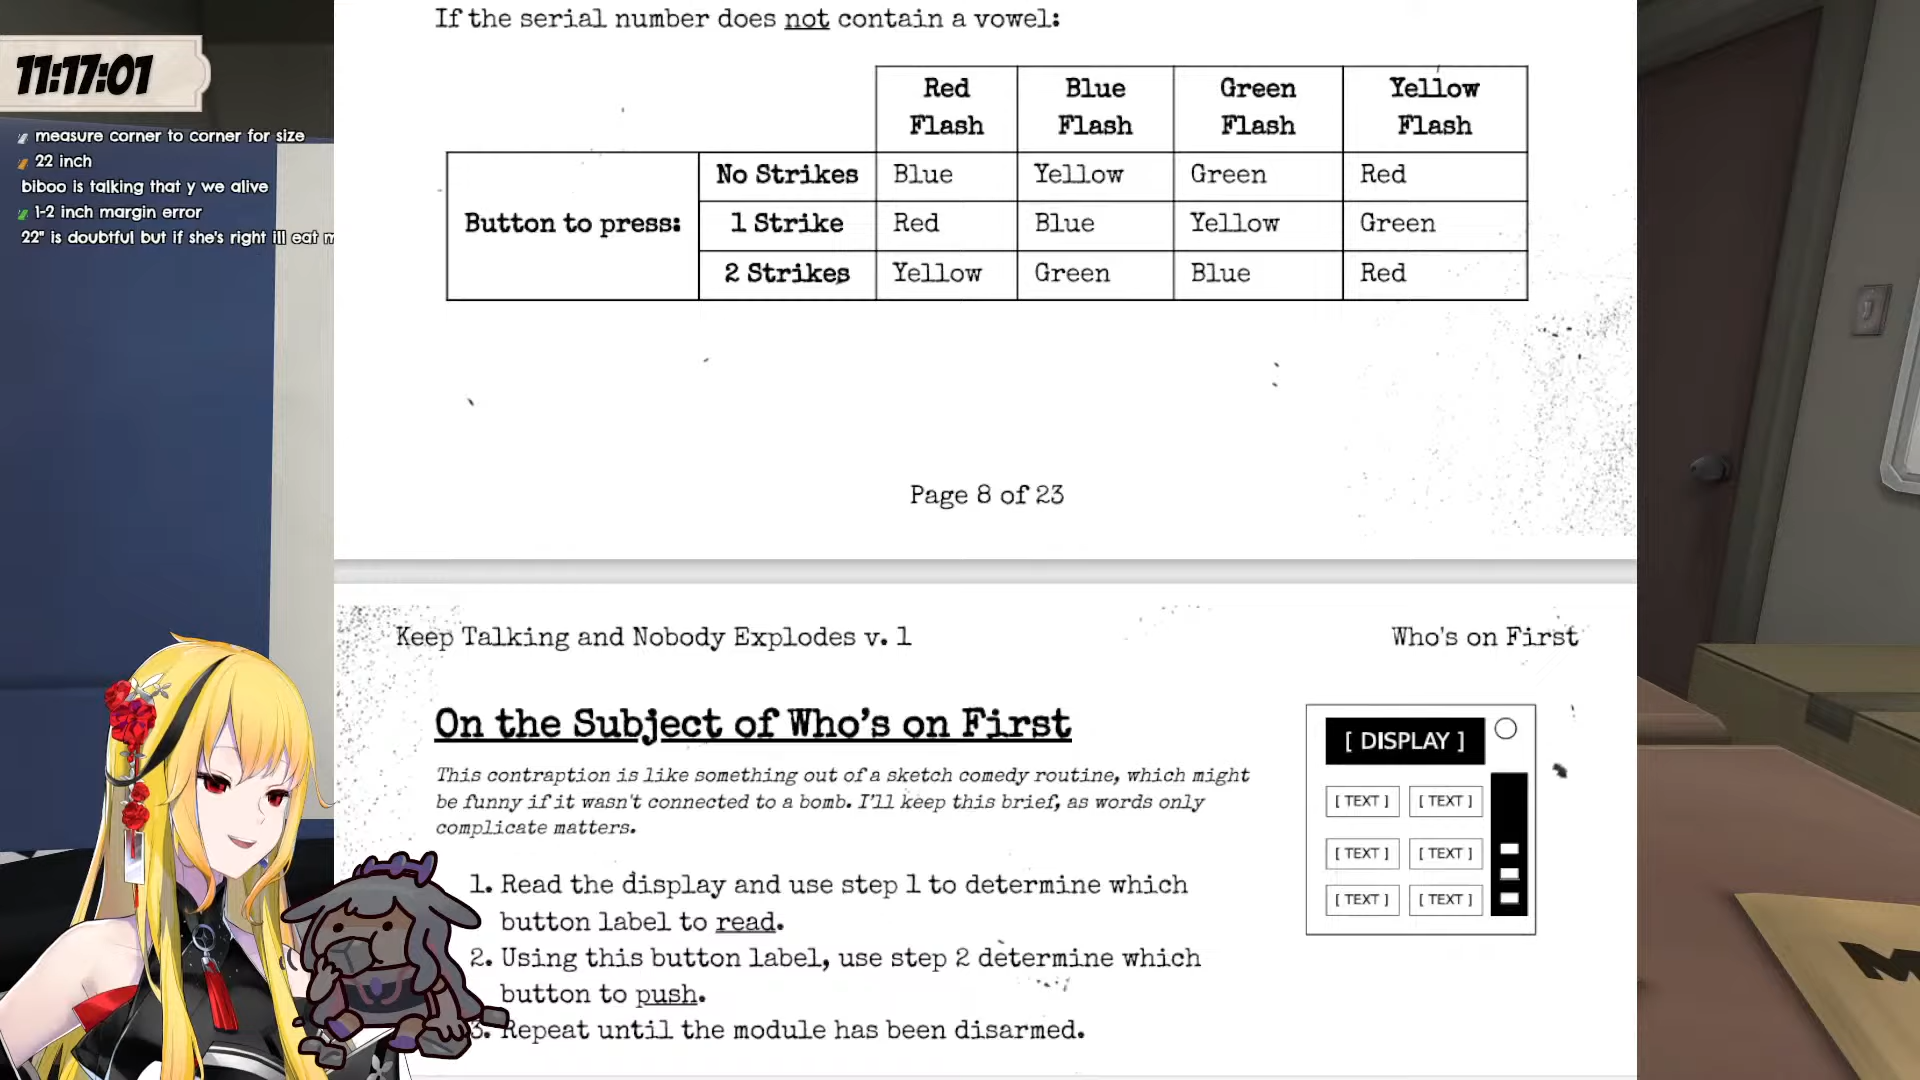 If the serial number does not contain a vowel:
11:17:01
measure corner to corner for size
22 inch
biboo is talking that y we alive
1-2 inch margin error
22" is doubtful but if she's right ill eat
Red Flash
Blue Flash
Green Flash
Yellow Flash
Button to press:
No Strikes Blue Yellow Green Red
1 Strike Red Blue Yellow Green
2 Strikes Yellow Green Blue Red
Page 8 of 23
Keep Talking and Nobody Explodes v. 1
Who's on First
On the Subject of Who's on First
This contraption is like something out of a sketch comedy routine, which might
be funny if it wasn't connected to a bomb. I'll keep this brief, as words only
complicate matters.
[ DISPLAY ]
[ TEXT ] [ TEXT ]
[ TEXT ] [ TEXT ]
[ TEXT ] [ TEXT ]
1. Read the display and use step 1 to determine which
button label to read.
2. Using this button label, use step 2 determine which
button to push.
3. Repeat until the module has been disarmed.